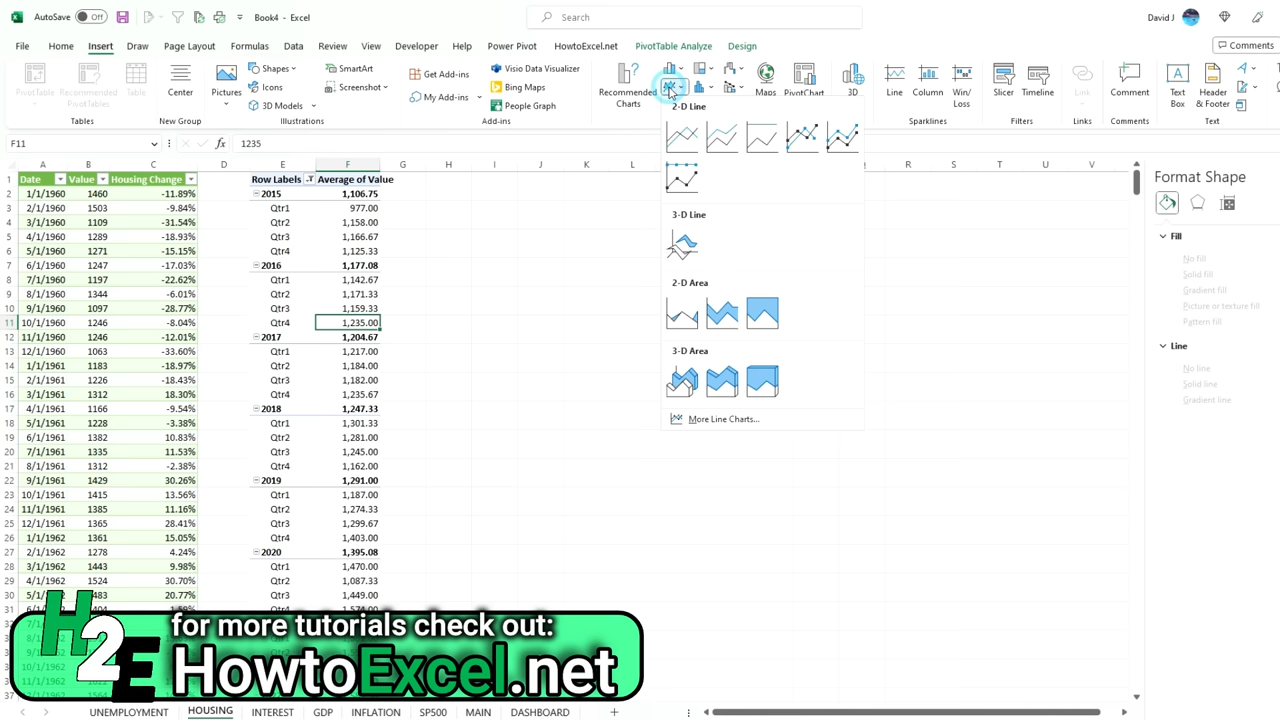 AutoSave Off Book4 - Excel Search David J
File Home Insert Draw Page Layout Formulas Data Review View Developer Help Power Pivot HowtoExcel.net PivotTable Analyze Design Comments
PivotTable Recommended PivotTables Tables
Center New Group
Pictures Shapes Icons 3D Models SmartArt Screenshot Illustrations
Get Add-ins My Add-ins Visio Data Visualizer Bing Maps People Graph Add-ins
Recommended Charts Maps PivotChart 3D
Line Column Win/Loss Sparklines
Slicer Timeline Filters
Link Links
Comment Comments
Text Box Header & Footer Text
F11 fx 1235
A B C D E F G H I J K L P Q R S T U V
1 Date Value Housing Change Row Labels Average of Value
2 1/1/1960 1460 -11.89% 2015 1,106.75
3 2/1/1960 1503 -9.84% Qtr1 977.00
4 3/1/1960 1109 -31.54% Qtr2 1,158.00
5 4/1/1960 1289 -18.93% Qtr3 1,166.67
6 5/1/1960 1271 -15.15% Qtr4 1,125.33
7 6/1/1960 1247 -17.03% 2016 1,177.08
8 7/1/1960 1197 -22.62% Qtr1 1,142.67
9 8/1/1960 1344 -6.01% Qtr2 1,171.33
10 9/1/1960 1097 -28.77% Qtr3 1,159.33
11 10/1/1960 1246 -8.04% Qtr4 1,235.00
12 11/1/1960 1246 -12.01% 2017 1,204.67
13 12/1/1960 1063 -33.60% Qtr1 1,217.00
14 1/1/1961 1183 -18.97% Qtr2 1,184.00
15 2/1/1961 1226 -18.43% Qtr3 1,182.00
16 3/1/1961 1312 -18.30% Qtr4 1,235.67
17 4/1/1961 1166 -9.54% 2018 1,247.33
18 5/1/1961 1228 -3.38% Qtr1 1,301.33
19 6/1/1961 1382 10.83% Qtr2 1,281.00
20 7/1/1961 1335 11.53% Qtr3 1,245.00
21 8/1/1961 1312 -2.38% Qtr4 1,162.00
22 9/1/1961 1429 30.26% 2019 1,291.00
23 10/1/1961 1415 13.56% Qtr1 1,187.00
24 11/1/1961 1385 11.16% Qtr2 1,274.33
25 12/1/1961 1365 28.41% Qtr3 1,299.67
26 1/1/1962 1361 15.05% Qtr4 1,403.00
27 2/1/1962 1278 4.24% 2020 1,395.08
28 3/1/1962 1443 9.98% Qtr1 1,470.00
29 4/1/1962 1524 30.70% Qtr2 1,087.33
30 5/1/1962 1483 20.77% Qtr3 1,449.00
31 Qtr4
2-D Line
3-D Line
2-D Area
3-D Area
More Line Charts...
Format Shape
Fill
No fill
Solid fill
Gradient fill
Picture or texture fill
Pattern fill
Line
No line
Solid line
Gradient line
H2E
for more tutorials check out:
HowtoExcel.net
37
UNEMPLOYMENT HOUSING INTEREST GDP INFLATION SP500 MAIN DASHBOARD